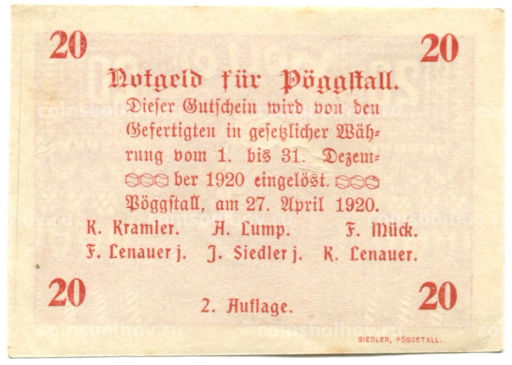 20 20
Notgeld für Pöggstall.
Dieser Gutschein wird von den
Gefertigten in gesetzlicher Wäh-
rung vom 1. bis 31. Dezem-
ber 1920 eingelöst.
Pöggstall, am 27. April 1920.
K. Kramler. A. Lump. F. Mück.
F. Lenauer j. J. Siedler j. K. Lenauer.
20 20
2. Auflage.
SIEDLER, PÖGGSTALL.
coinsbolhov.ru